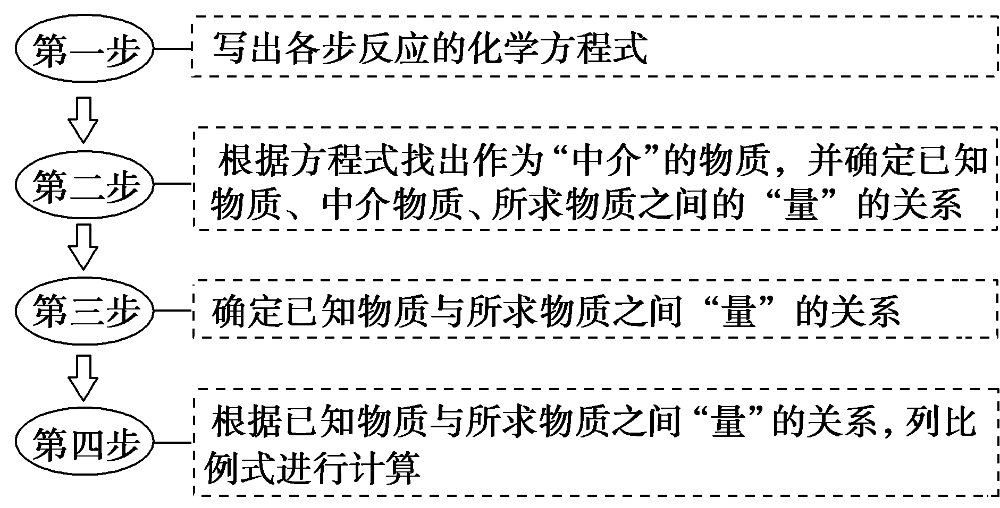 第一步
写出各步反应的化学方程式
第二步
根据方程式找出作为“中介”的物质，并确定已知
物质、中介物质、所求物质之间的“量”的关系
第三步
确定已知物质与所求物质之间“量”的关系
第四步
根据已知物质与所求物质之间“量”的关系，列比
例式进行计算